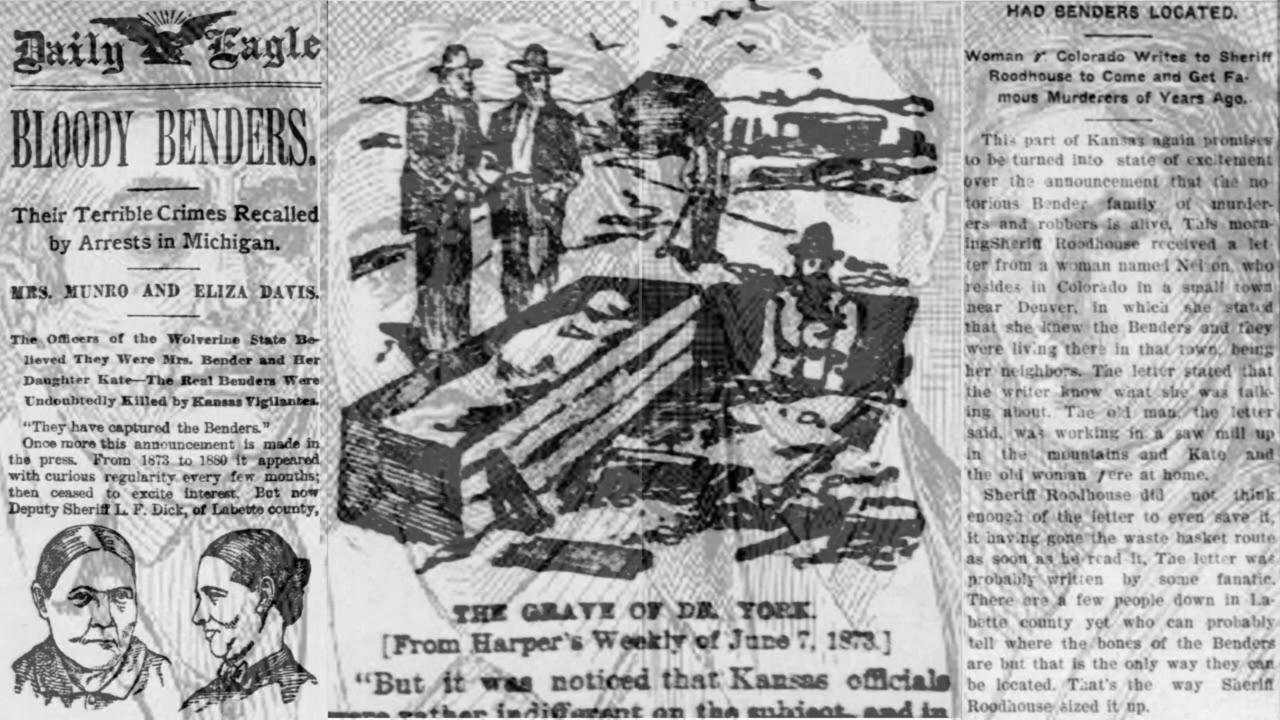 Daily Eagle
BLOODY BENDERS.
Their Terrible Crimes Recalled
by Arrests in Michigan.
MRS. MUNRO AND ELIZA DAVIS.
The Officers of the Wolverine State Be-
lieved They Were Mrs. Bender and Her
Daughter Kate—The Real Benders Were
Undoubtedly Killed by Kansas Vigilantes.
"They have captured the Benders."
Once more this announcement is made in
the press. From 1873 to 1880 it appeared
with curious regularity every few months;
then ceased to excite interest. But now
Deputy Sheriff L. F. Dick, of Labette county,
THE GRAVE OF DR. YORK.
[From Harper's Weekly of June 7, 1873.]
"But it was noticed that Kansas officials
were rather indifferent on the subject, and in
HAD BENDERS LOCATED.
Woman Colorado Writes to Sheriff
Roodhouse to Come and Get Fa-
mous Murderers of Years Ago.
This part of Kansas again promises
to be turned into state of excitement
over the announcement that the no-
torious Bender family of murder-
ers and robbers is alive. This morn-
ingSheriff Roodhouse received a let-
ter from a woman named Nelson, who
resides in Colorado in a small town
near Denver, in which she stated
that she knew the Benders and they
were living there in that town, being
her neighbors. The letter stated that
the writer know what she was talk-
ing about. The old man, the letter
said, was working in a saw mill up
in the mountains and Kate and
the old woman were at home.
Sheriff Roodhouse did not think
enough of the letter to even save it,
it having gone the waste basket route
as soon as he read it. The letter was
probably written by some fanatic.
There are a few people down in La-
bette county yet who can probably
tell where the bones of the Benders
are but that is the only way they can
be located. That's the way Sheriff
Roodhouse sized it up.